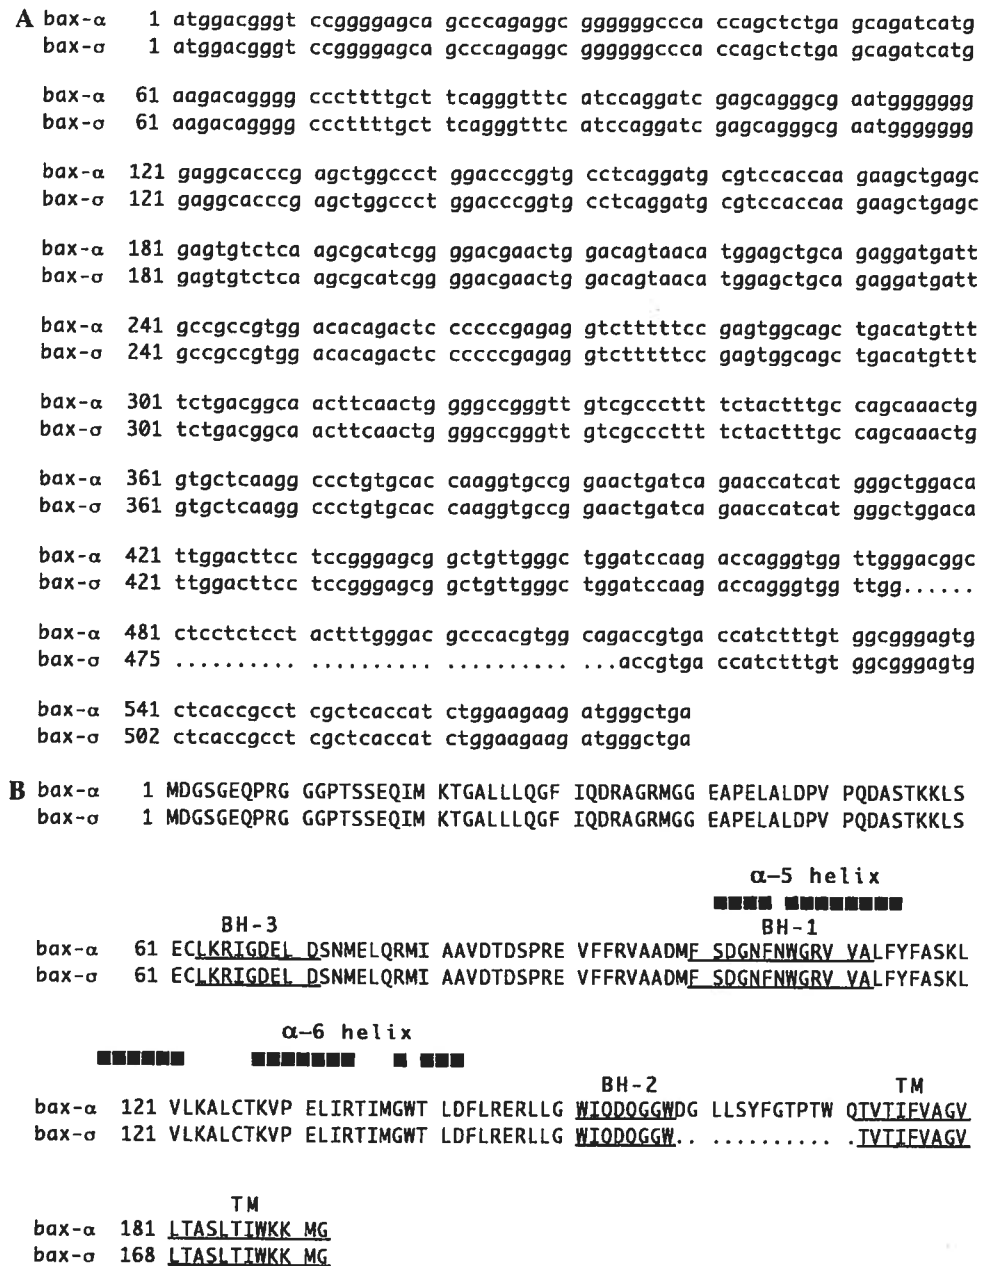 A bax-α 1 atggacgggt ccggggagca gcccagaggc ggggggccca ccagctctga gcagatcatg
bax-σ 1 atggacgggt ccggggagca gcccagaggc ggggggccca ccagctctga gcagatcatg
bax-α 61 aagacagggg cccttttgct tcagggtttc atccaggatc gagcagggcg aatggggggg
bax-σ 61 aagacagggg cccttttgct tcagggtttc atccaggatc gagcagggcg aatggggggg
bax-α 121 gaggcacccg agctggccct ggacccggtg cctcaggatg cgtccaccaa gaagctgagc
bax-σ 121 gaggcacccg agctggccct ggacccggtg cctcaggatg cgtccaccaa gaagctgagc
bax-α 181 gagtgtctca agcgcatcgg ggacgaactg gacagtaaca tggagctgca gaggatgatt
bax-σ 181 gagtgtctca agcgcatcgg ggacgaactg gacagtaaca tggagctgca gaggatgatt
bax-α 241 gccgccgtgg acacagactc cccccgagag gtctttttcc gagtggcagc tgacatgttt
bax-σ 241 gccgccgtgg acacagactc cccccgagag gtctttttcc gagtggcagc tgacatgttt
bax-α 301 tctgacggca acttcaactg gggccgggtt gtcgcccttt tctactttgc cagcaaactg
bax-σ 301 tctgacggca acttcaactg gggccgggtt gtcgcccttt tctactttgc cagcaaactg
bax-α 361 gtgctcaagg ccctgtgcac caaggtgccg gaactgatca gaaccatcat gggctggaca
bax-σ 361 gtgctcaagg ccctgtgcac caaggtgccg gaactgatca gaaccatcat gggctggaca
bax-α 421 ttggacttcc tccgggagcg gctgttgggc tggatccaag accagggtgg ttgggacggc
bax-σ 421 ttggacttcc tccgggagcg gctgttgggc tggatccaag accagggtgg ttgg......
bax-α 481 ctcctctcct actttgggac gcccacgtgg cagaccgtga ccatctttgt ggcgggagtg
bax-σ 475 .......... .......... .......... ...accgtga ccatctttgt ggcgggagtg
bax-α 541 ctcaccgcct cgctcaccat ctggaagaag atgggctga
bax-σ 502 ctcaccgcct cgctcaccat ctggaagaag atgggctga
B bax-α 1 MDGSGEQPRG GGPTSSEQIM KTGALLLQGF IQDRAGRMGG EAPELALDPV PQDASTKKLS
bax-σ 1 MDGSGEQPRG GGPTSSEQIM KTGALLLQGF IQDRAGRMGG EAPELALDPV PQDASTKKLS
α-5 helix
BH-3 BH-1
bax-α 61 ECLKRIGDEL DSNMELQRMI AAVDTDSPRE VFFRVAADMF SDGNFNWGRV VALFYFASKL
bax-σ 61 ECLKRIGDEL DSNMELQRMI AAVDTDSPRE VFFRVAADMF SDGNFNWGRV VALFYFASKL
α-6 helix
BH-2 TM
bax-α 121 VLKALCTKVP ELIRTIMGWT LDFLRERLLG WIQDQGGWDG LLSYFGTPTW QTVTIFVAGV
bax-σ 121 VLKALCTKVP ELIRTIMGWT LDFLRERLLG WIQDQGGW.. .......... .TVTIFVAGV
TM
bax-α 181 LTASLTIWKK MG
bax-σ 168 LTASLTIWKK MG